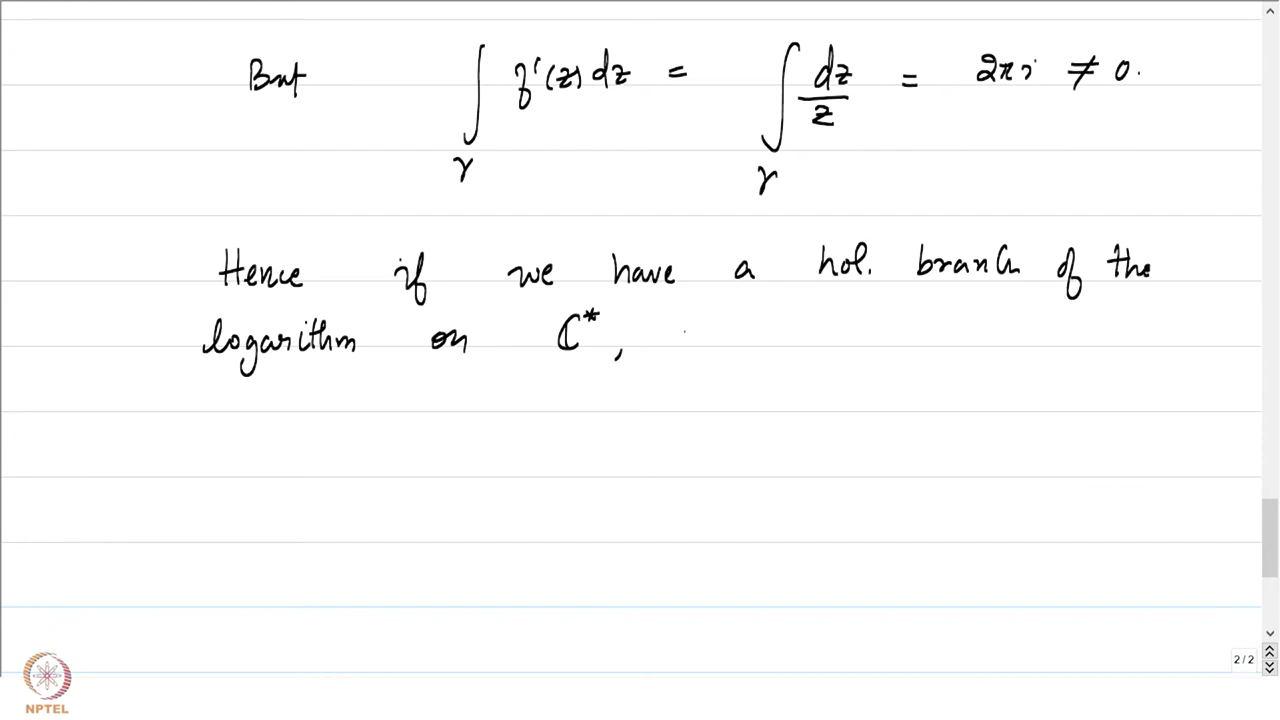 But ∫_γ g'(z) dz = ∫_γ dz/z = 2πi ≠ 0.
Hence if we have a hol. branch of the
logarithm on ℂ*,
2 / 2
NPTEL